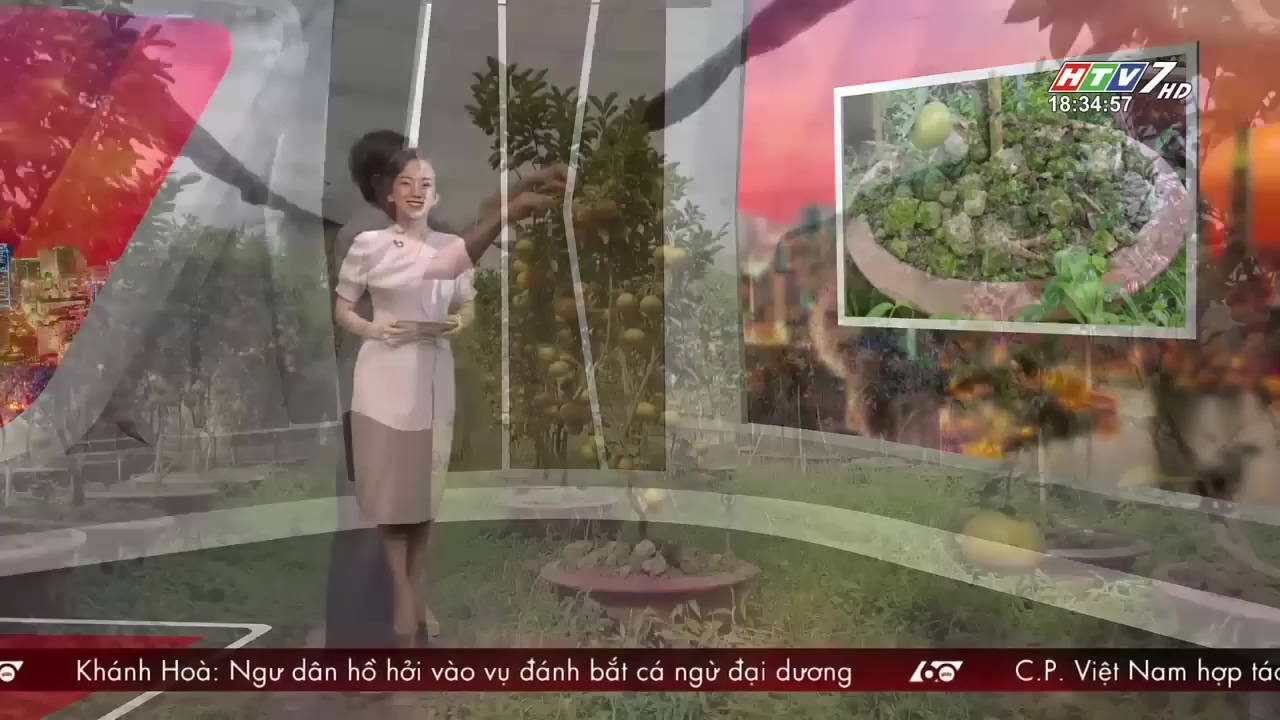 HTV7 HD
18:34:57
Khánh Hoà: Ngư dân hồ hởi vào vụ đánh bắt cá ngừ đại dương
60
C.P. Việt Nam hợp tác